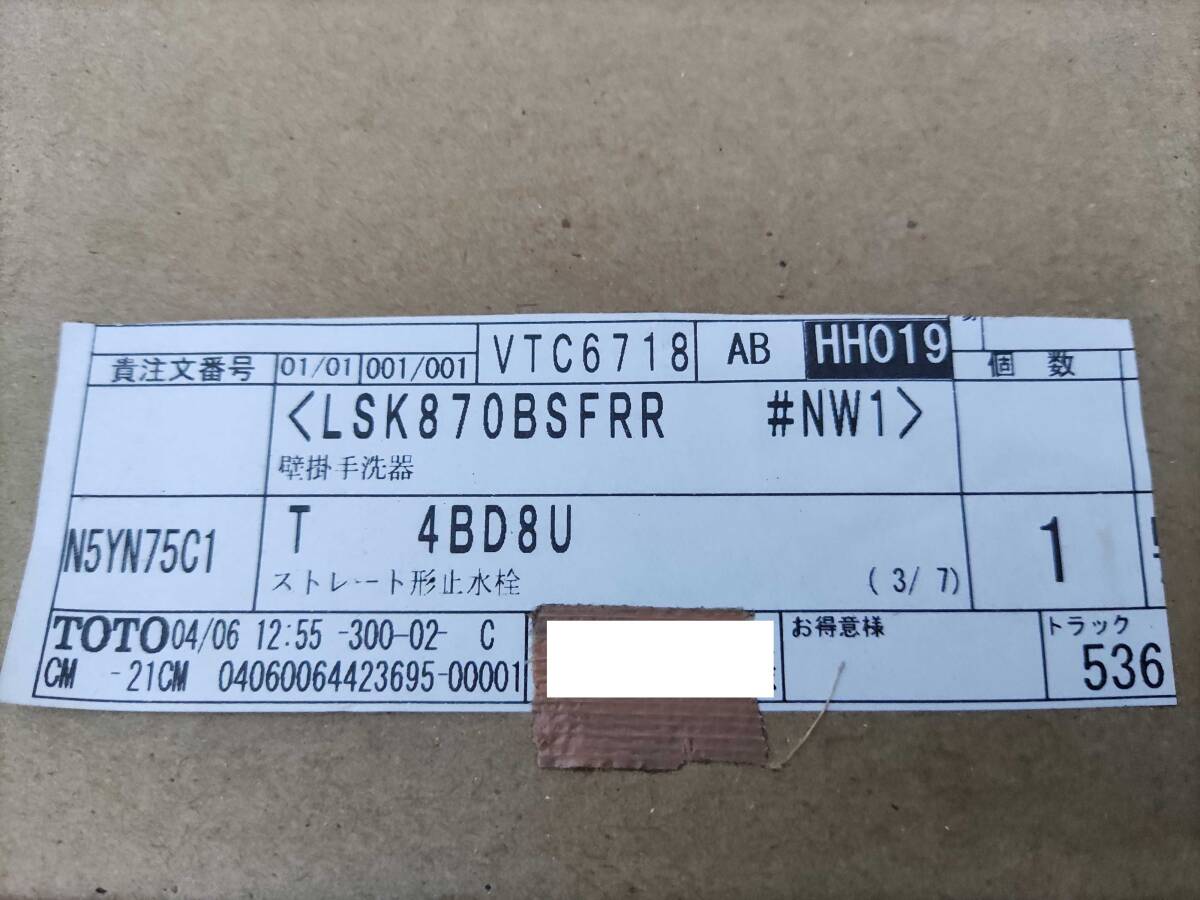 VTC6718 AB HH019
貴注文番号 01/01 001/001 個数
<LSK870BSFRR #NW1>
壁掛手洗器
N5YN75C1 T 4BD8U 1
ストレート形止水栓 (3/7)
TOTO 04/06 12:55 -300-02- C お得意様 トラック
CM -21CM 04060064423695-00001 536